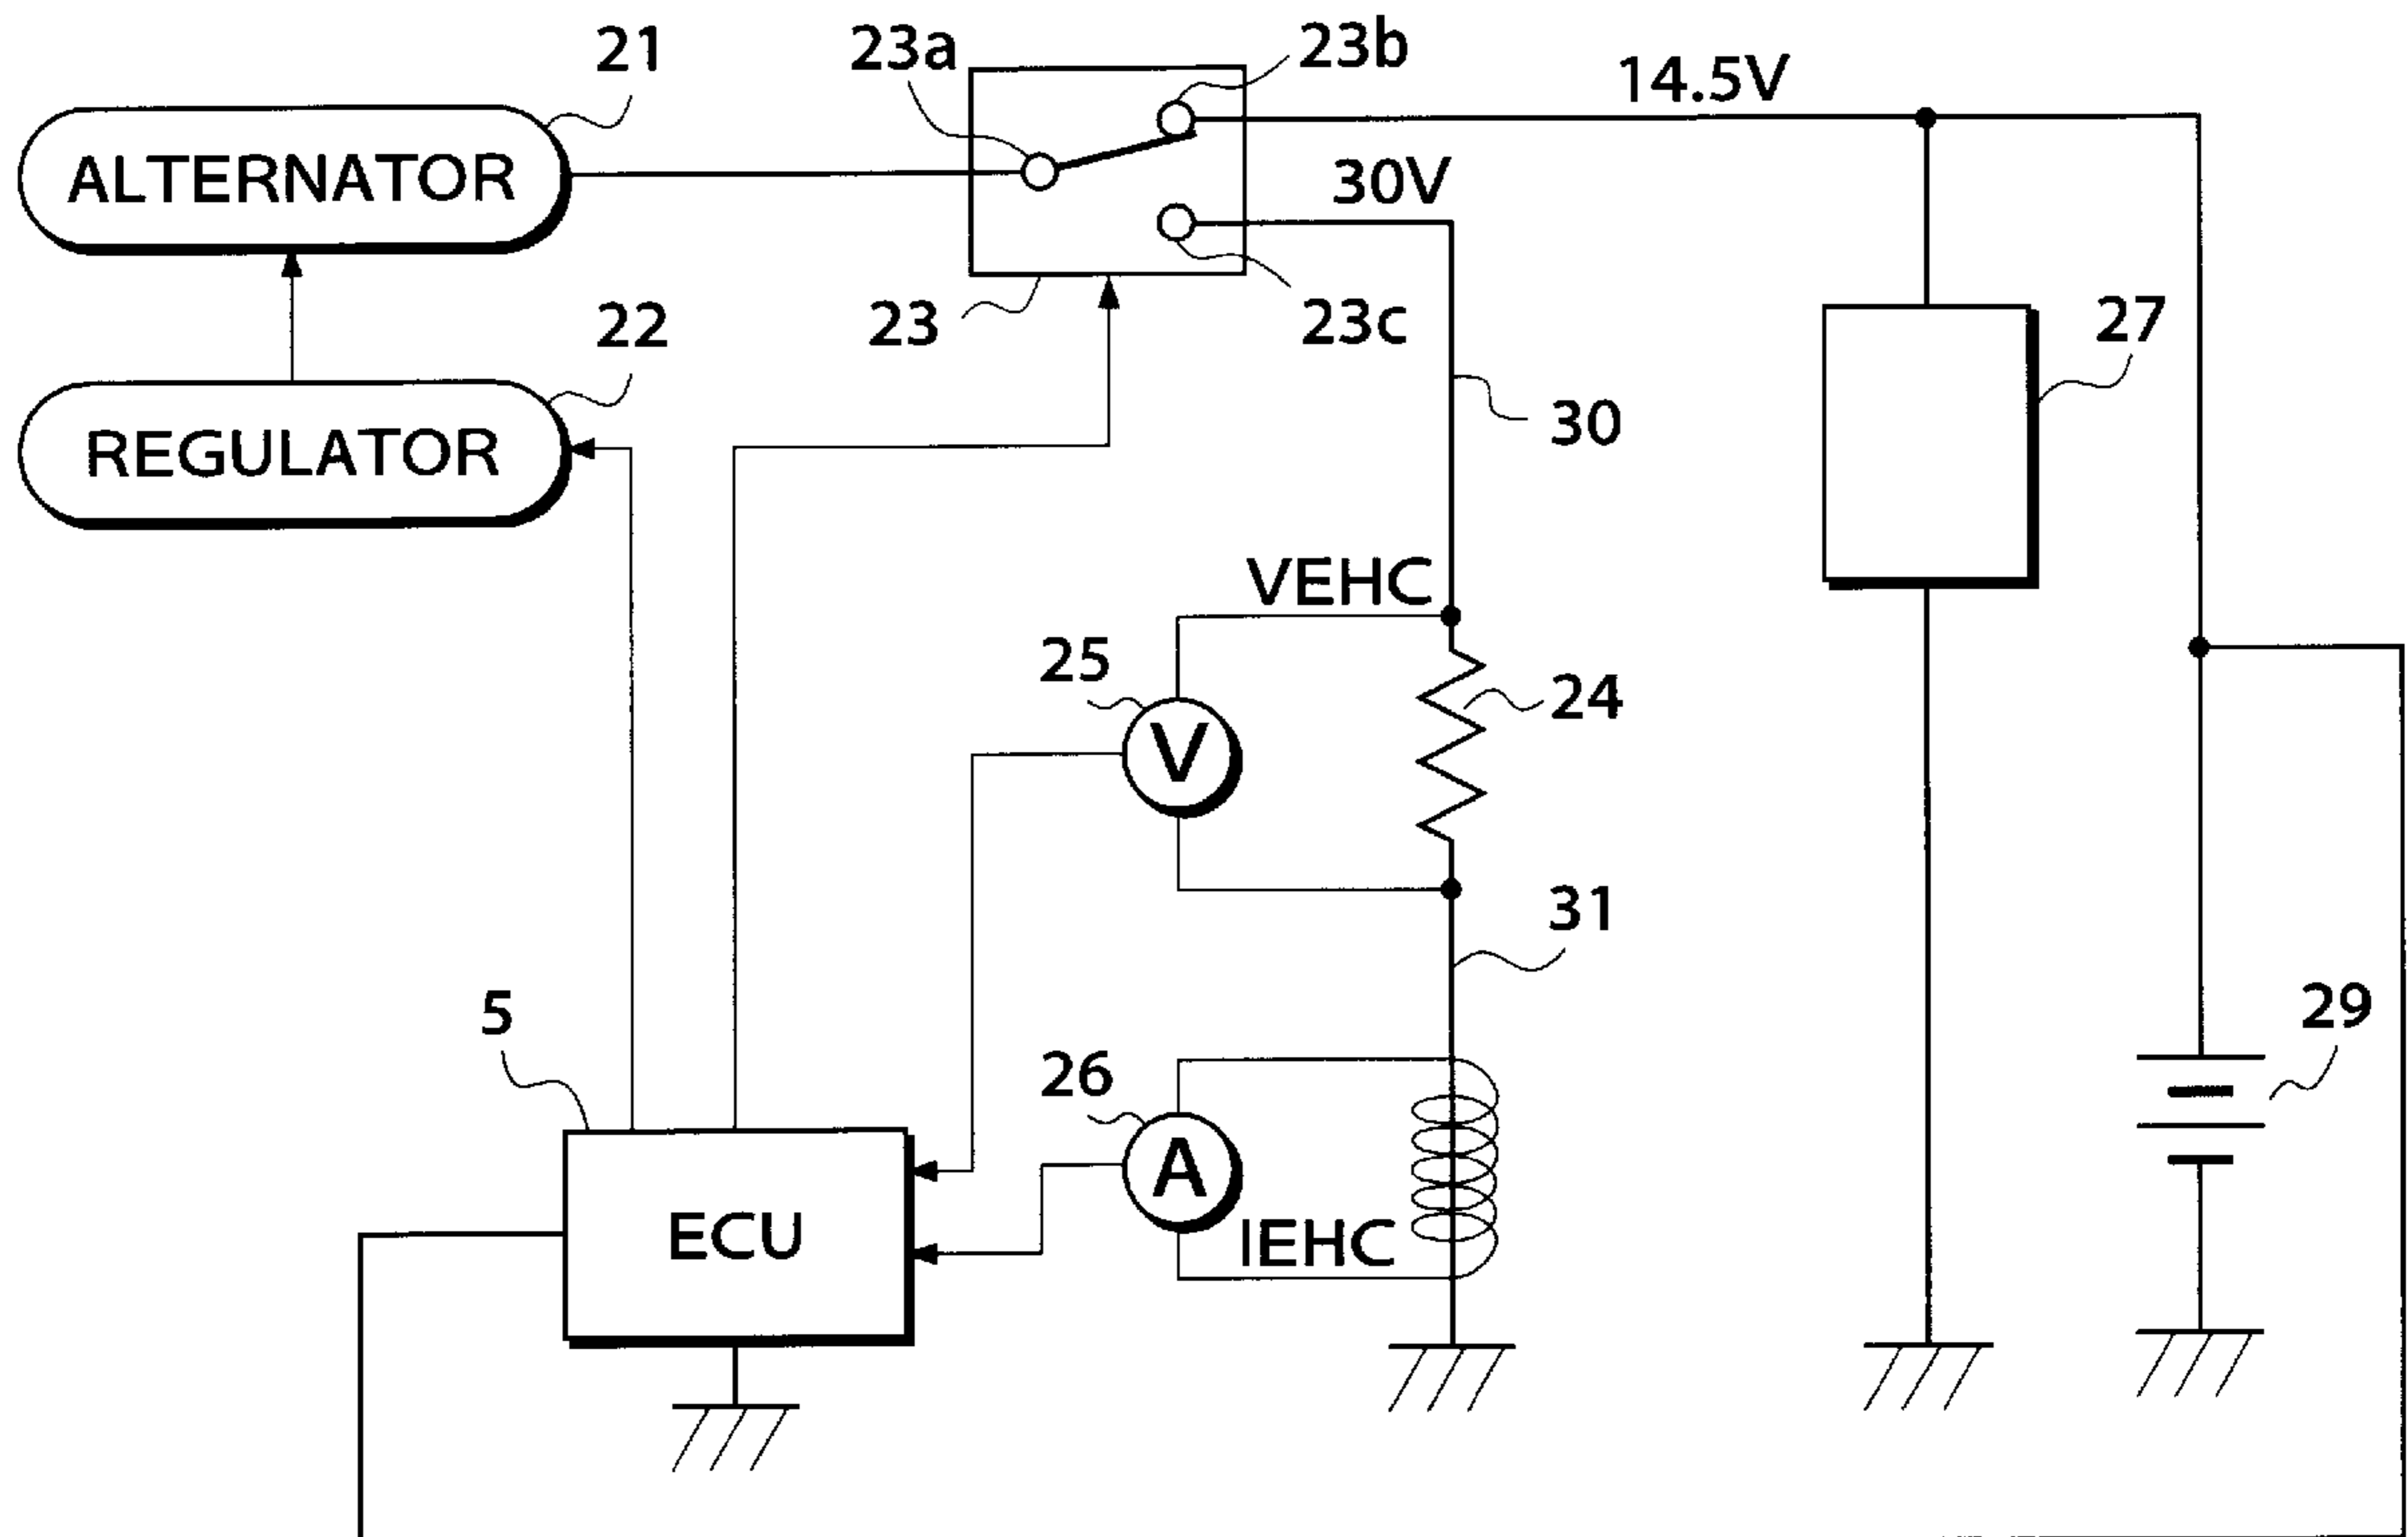 21
23a
23b
14.5V
ALTERNATOR
30V
22
23
23c
27
30
REGULATOR
VEHC
25
24
V
31
5
29
26
A
ECU
IEHC